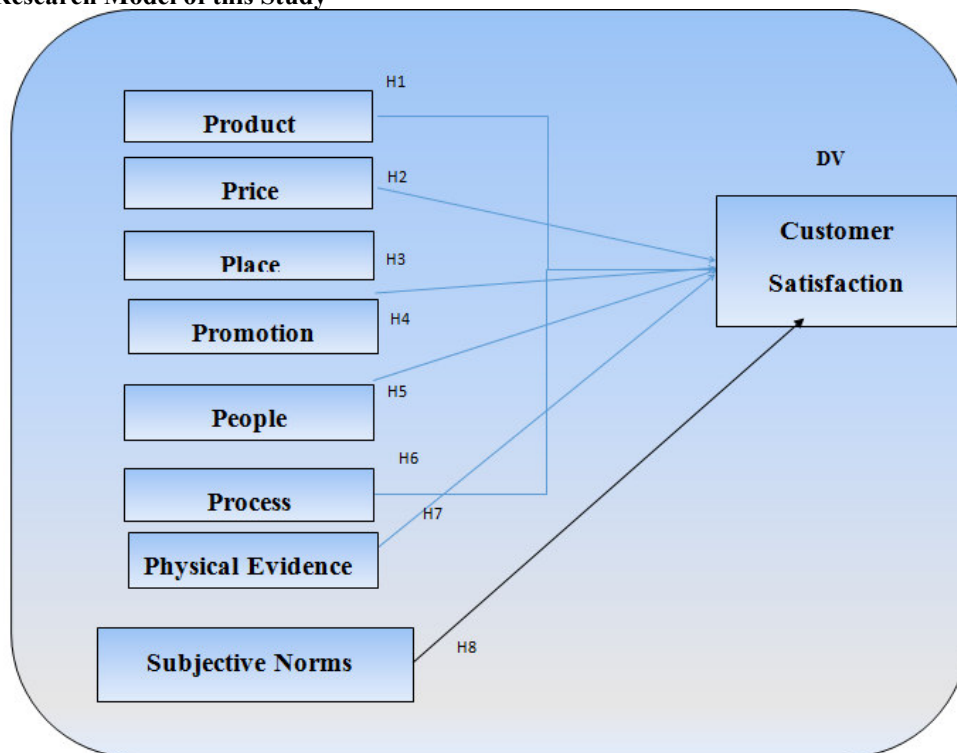 Research Model of this Study
H1
Product
DV
H2
Price
Customer
Satisfaction
H3
Place
H4
Promotion
H5
People
H6
Process
H7
Physical Evidence
H8
Subjective Norms